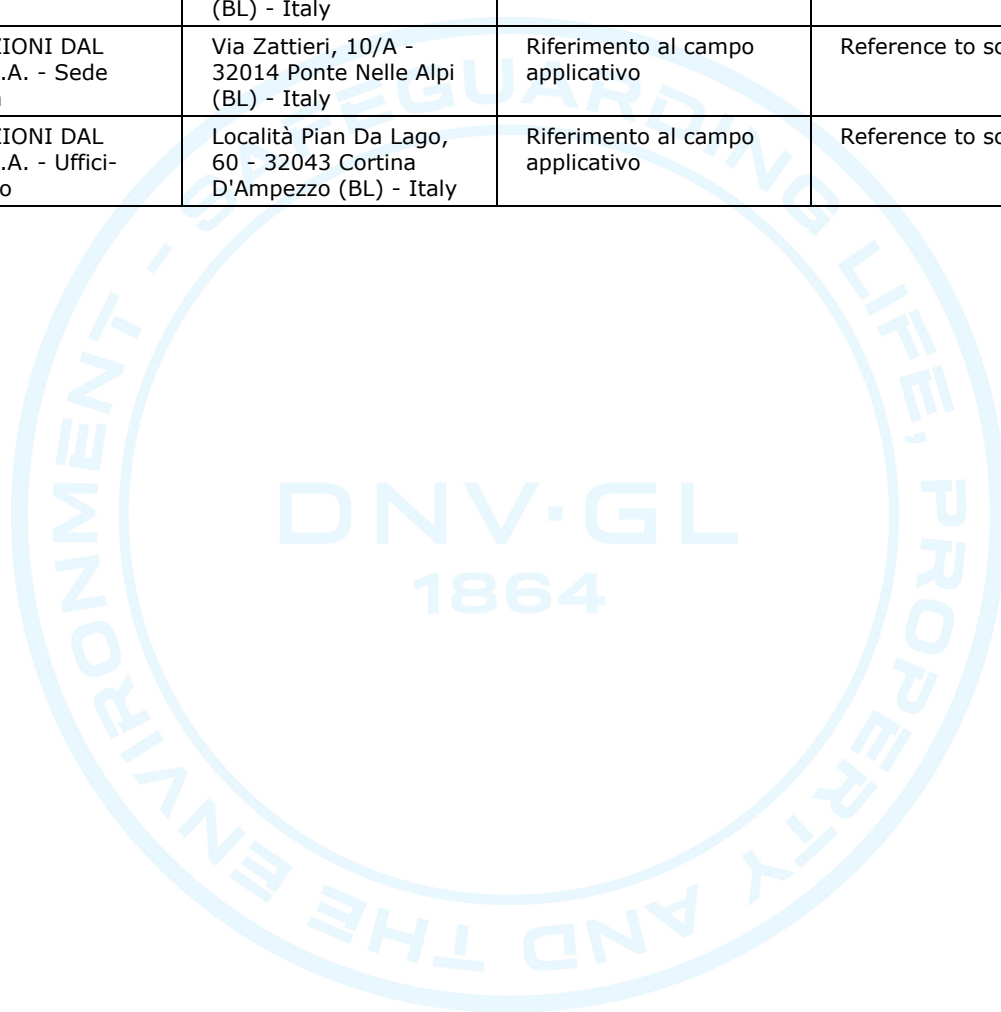 (BL) - Italy
ZIONI DAL
.A. - Sede
Via Zattieri, 10/A -
32014 Ponte Nelle Alpi
(BL) - Italy
Riferimento al campo
applicativo
Reference to sc
ZIONI DAL
.A. - Uffici-
o
Località Pian Da Lago,
60 - 32043 Cortina
D'Ampezzo (BL) - Italy
Riferimento al campo
applicativo
Reference to sc
SAFEGUARDING LIFE, PROPERTY AND THE ENVIRONMENT -
DNV·GL
1864